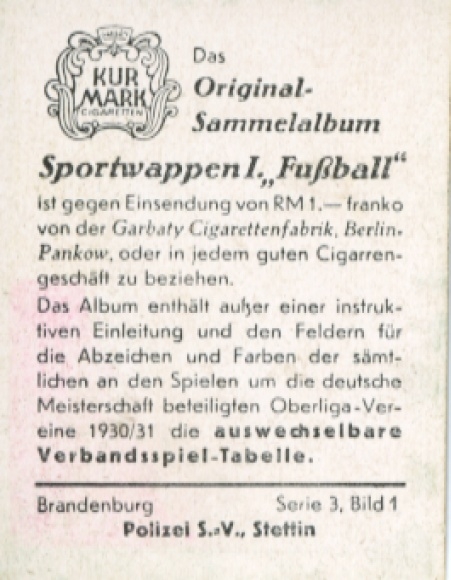 KUR
MARK
CIGARETTEN
Das
Original-
Sammelalbum
Sportwappen I. „Fußball“
ist gegen Einsendung von RM 1.— franko
von der Garbaty Cigarettenfabrik, Berlin-
Pankow, oder in jedem guten Cigarren-
geschäft zu beziehen.
Das Album enthält außer einer instruk-
tiven Einleitung und den Feldern für
die Abzeichen und Farben der sämt-
lichen an den Spielen um die deutsche
Meisterschaft beteiligten Oberliga-Ver-
eine 1930/31 die auswechselbare
Verbandsspiel-Tabelle.
Brandenburg Serie 3, Bild 1
Polizei S.-V., Stettin